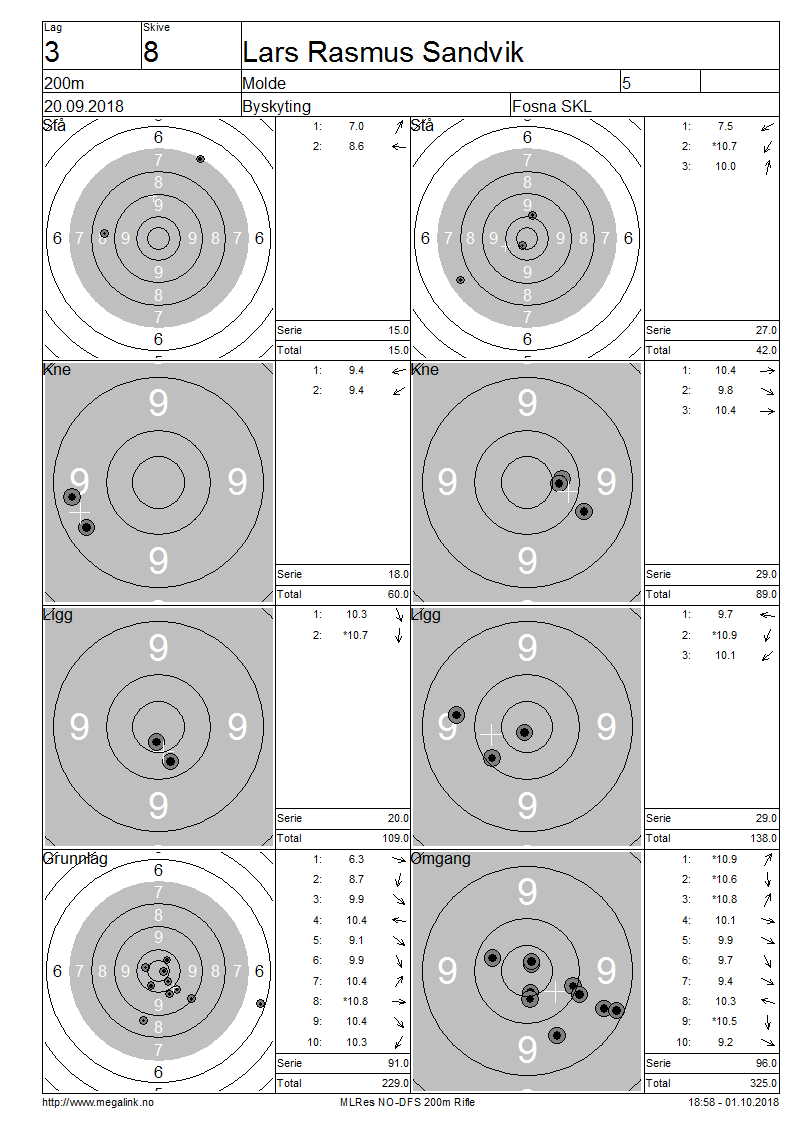 Lag Skive
3 8 Lars Rasmus Sandvik
200m Molde 5
20.09.2018 Byskyting Fosna SKL
Stå
6
7
8
9
6 7 8 9 9 8 7 6
9
8
7
6
1: 7.0
2: 8.6
Serie 15.0
Total 15.0
Stå
6
7
8
9
6 7 8 9 9 8 7 6
9
8
7
6
1: 7.5
2: *10.7
3: 10.0
Serie 27.0
Total 42.0
Kne
9
9 9
9
1: 9.4
2: 9.4
Serie 18.0
Total 60.0
Kne
9
9 9
9
1: 10.4
2: 9.8
3: 10.4
Serie 29.0
Total 89.0
Ligg
9
9 9
9
1: 10.3
2: *10.7
Serie 20.0
Total 109.0
Ligg
9
9 9
9
1: 9.7
2: *10.9
3: 10.1
Serie 29.0
Total 138.0
Grunnlag
6
8
9
6 7 8 9 9 8 7 6
9
8
7
6
5
1: 6.3
2: 8.7
3: 9.9
4: 10.4
5: 9.1
6: 9.9
7: 10.4
8: *10.8
9: 10.4
10: 10.3
Serie 91.0
Total 229.0
Omgang
9
9 9
9
1: *10.9
2: *10.6
3: *10.8
4: 10.1
5: 9.9
6: 9.7
7: 9.4
8: 10.3
9: *10.5
10: 9.2
Serie 96.0
Total 325.0
http://www.megalink.no MLRes NO-DFS 200m Rifle 18:58 - 01.10.2018